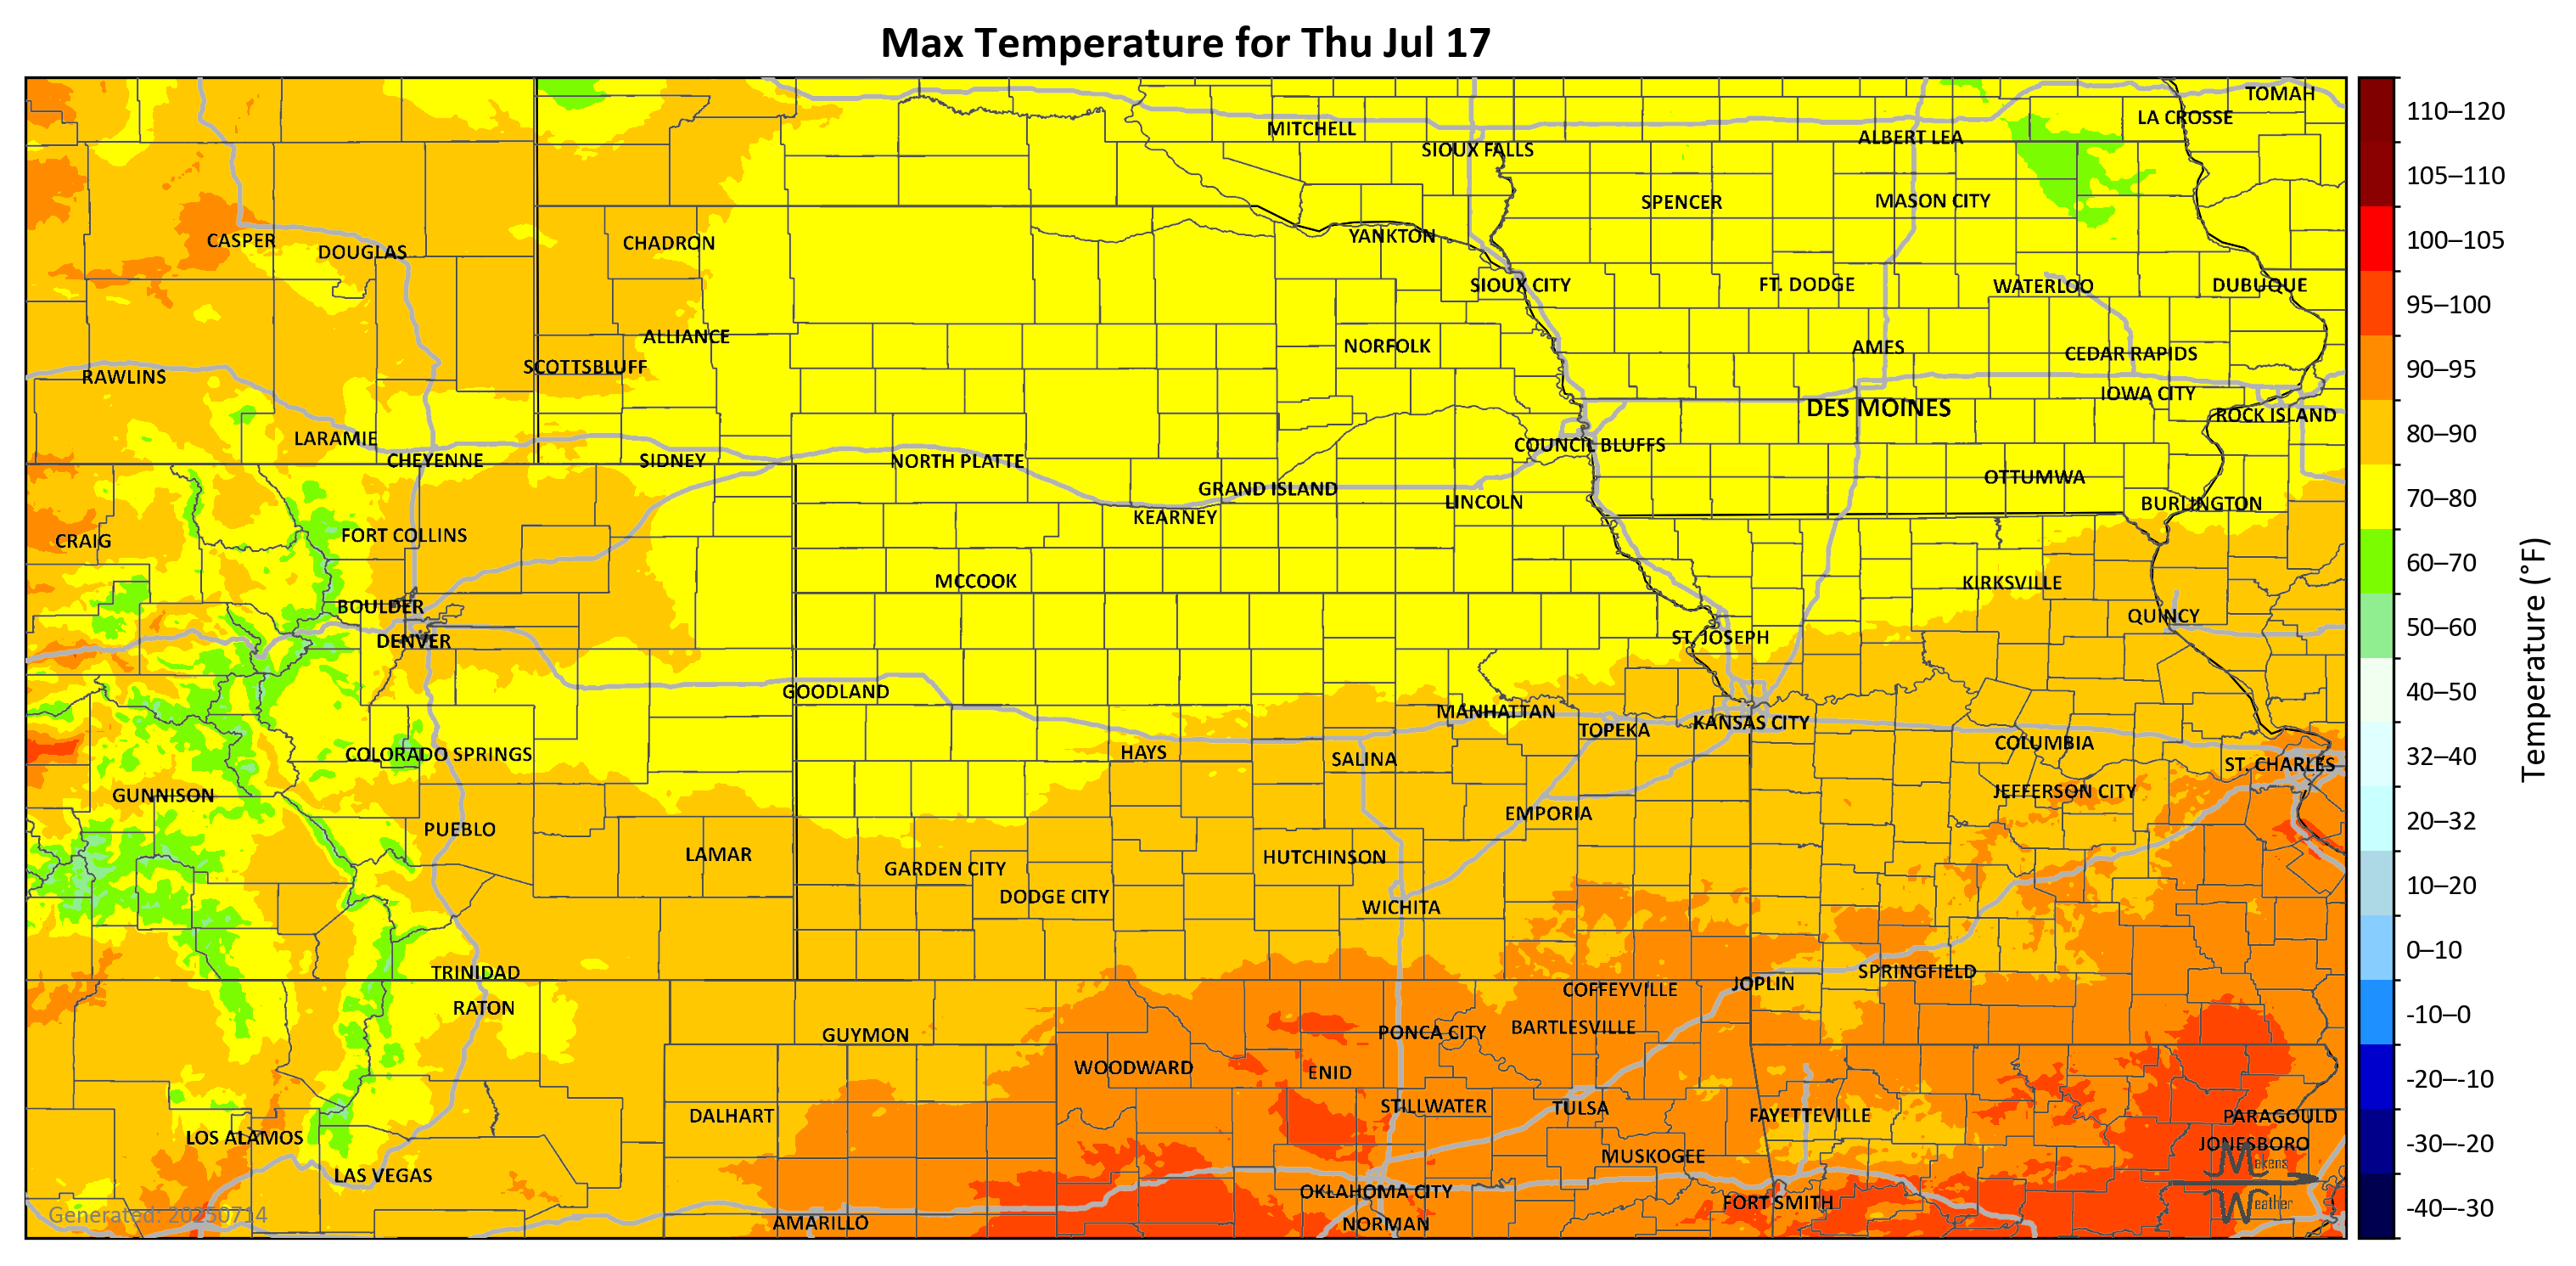 Max Temperature for Thu Jul 17
TOMAH
LA CROSSE
MITCHELL
ALBERT LEA
SIOUX FALLS
SPENCER
MASON CITY
CASPER
DOUGLAS
CHADRON
YANKTON
SIOUX CITY
FT. DODGE
WATERLOO
DUBUQUE
ALLIANCE
NORFOLK
AMES
CEDAR RAPIDS
SCOTTSBLUFF
RAWLINS
IOWA CITY
DES MOINES
ROCK ISLAND
LARAMIE
COUNCIL BLUFFS
CHEYENNE
SIDNEY
NORTH PLATTE
OTTUMWA
GRAND ISLAND
LINCOLN
BURLINGTON
KEARNEY
FORT COLLINS
CRAIG
MCCOOK
KIRKSVILLE
BOULDER
QUINCY
DENVER
ST. JOSEPH
GOODLAND
MANHATTAN
TOPEKA
KANSAS CITY
COLUMBIA
COLORADO SPRINGS
HAYS
SALINA
ST. CHARLES
GUNNISON
JEFFERSON CITY
EMPORIA
PUEBLO
LAMAR
HUTCHINSON
GARDEN CITY
DODGE CITY
WICHITA
TRINIDAD
SPRINGFIELD
JOPLIN
COFFEYVILLE
RATON
GUYMON
PONCA CITY
BARTLESVILLE
WOODWARD
ENID
DALHART
STILLWATER
TULSA
FAYETTEVILLE
PARAGOULD
LOS ALAMOS
JONESBORO
MUSKOGEE
LAS VEGAS
OKLAHOMA CITY
FORT SMITH
AMARILLO
NORMAN
Makens
Weather
Generated: 20250714
110–120
105–110
100–105
95–100
90–95
80–90
70–80
60–70
50–60
40–50
32–40
20–32
10–20
0–10
-10–0
-20–-10
-30–-20
-40–-30
Temperature (°F)